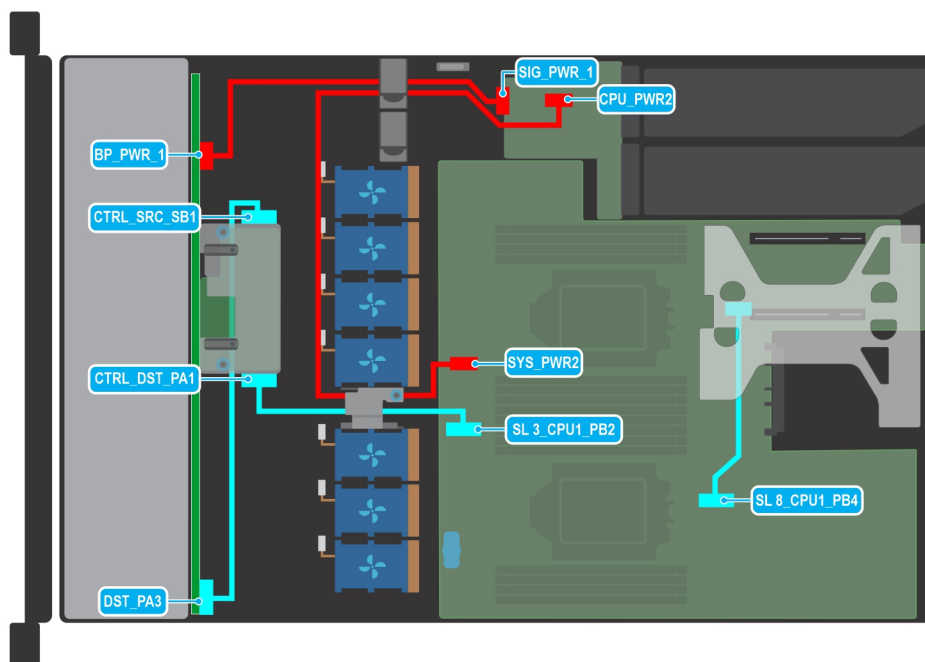 SIG_PWR_1
CPU_PWR2
BP_PWR_1
CTRL_SRC_SB1
CTRL_DST_PA1
SYS_PWR2
SL 3_CPU1_PB2
SL 8_CPU1_PB4
DST_PA3